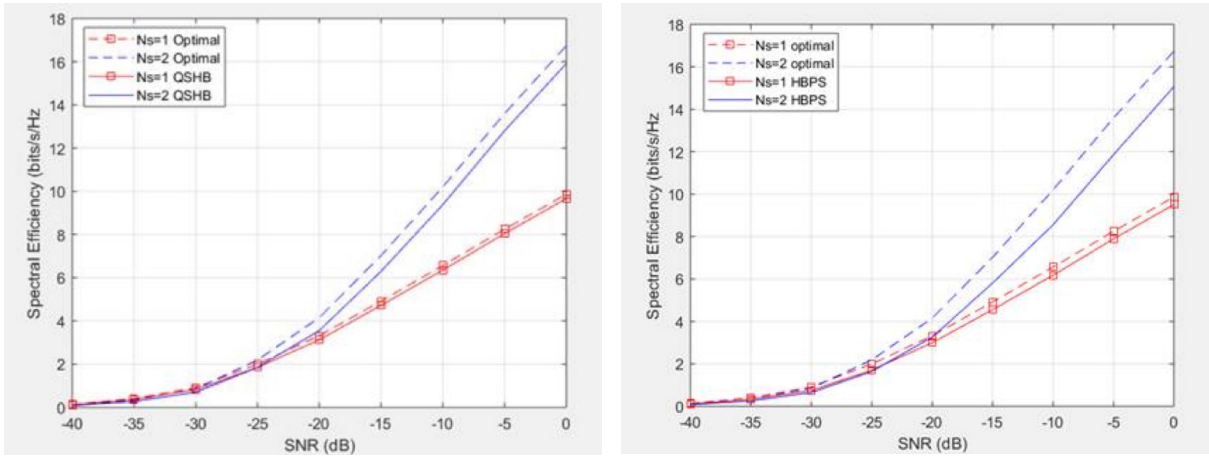 18
16
14
12
10
8
6
4
2
0
Spectral Efficiency (bits/s/Hz
Ns=1 Optimal
Ns=2 Optimal
Ns=1 QSHB
Ns=2 QSHB
-40 -35 -30 -25 -20 -15 -10 -5 0
SNR (dB)
18
16
14
12
10
8
6
4
2
0
Spectral Efficiency (bits/s/Hz
Ns=1 optimal
Ns=2 optimal
Ns=1 HBPS
Ns=2 HBPS
-40 -35 -30 -25 -20 -15 -10 -5 0
SNR (dB)